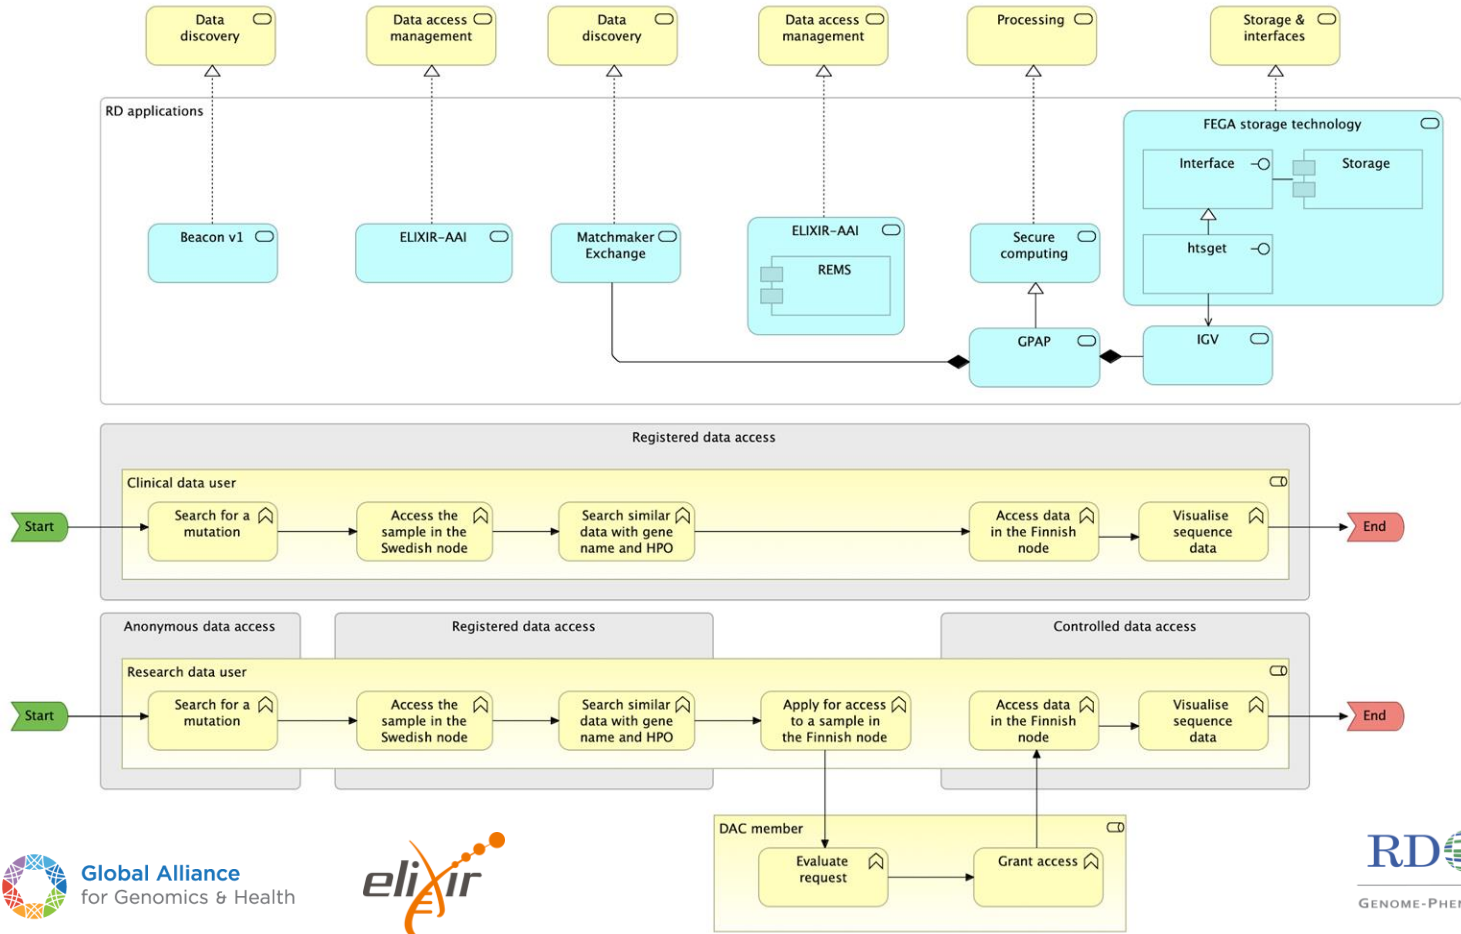 Data
discovery
Data access
management
Data
discovery
Data access
management
Processing
Storage &
interfaces
RD applications
FEGA storage technology
Interface
Storage
Beacon v1
ELIXIR-AAI
Matchmaker
Exchange
ELIXIR-AAI
REMS
Secure
computing
htsget
GPAP
IGV
Registered data access
Clinical data user
Start
Search for a
mutation
Access the
sample in the
Swedish node
Search similar
data with gene
name and HPO
Access data
in the Finnish
node
Visualise
sequence
data
End
Anonymous data access
Registered data access
Controlled data access
Research data user
Start
Search for a
mutation
Access the
sample in the
Swedish node
Search similar
data with gene
name and HPO
Apply for access
to a sample in
the Finnish node
Access data
in the Finnish
node
Visualise
sequence
data
End
DAC member
Evaluate
request
Grant access
Global Alliance
for Genomics & Health
elixir
RD
GENOME-PHEN